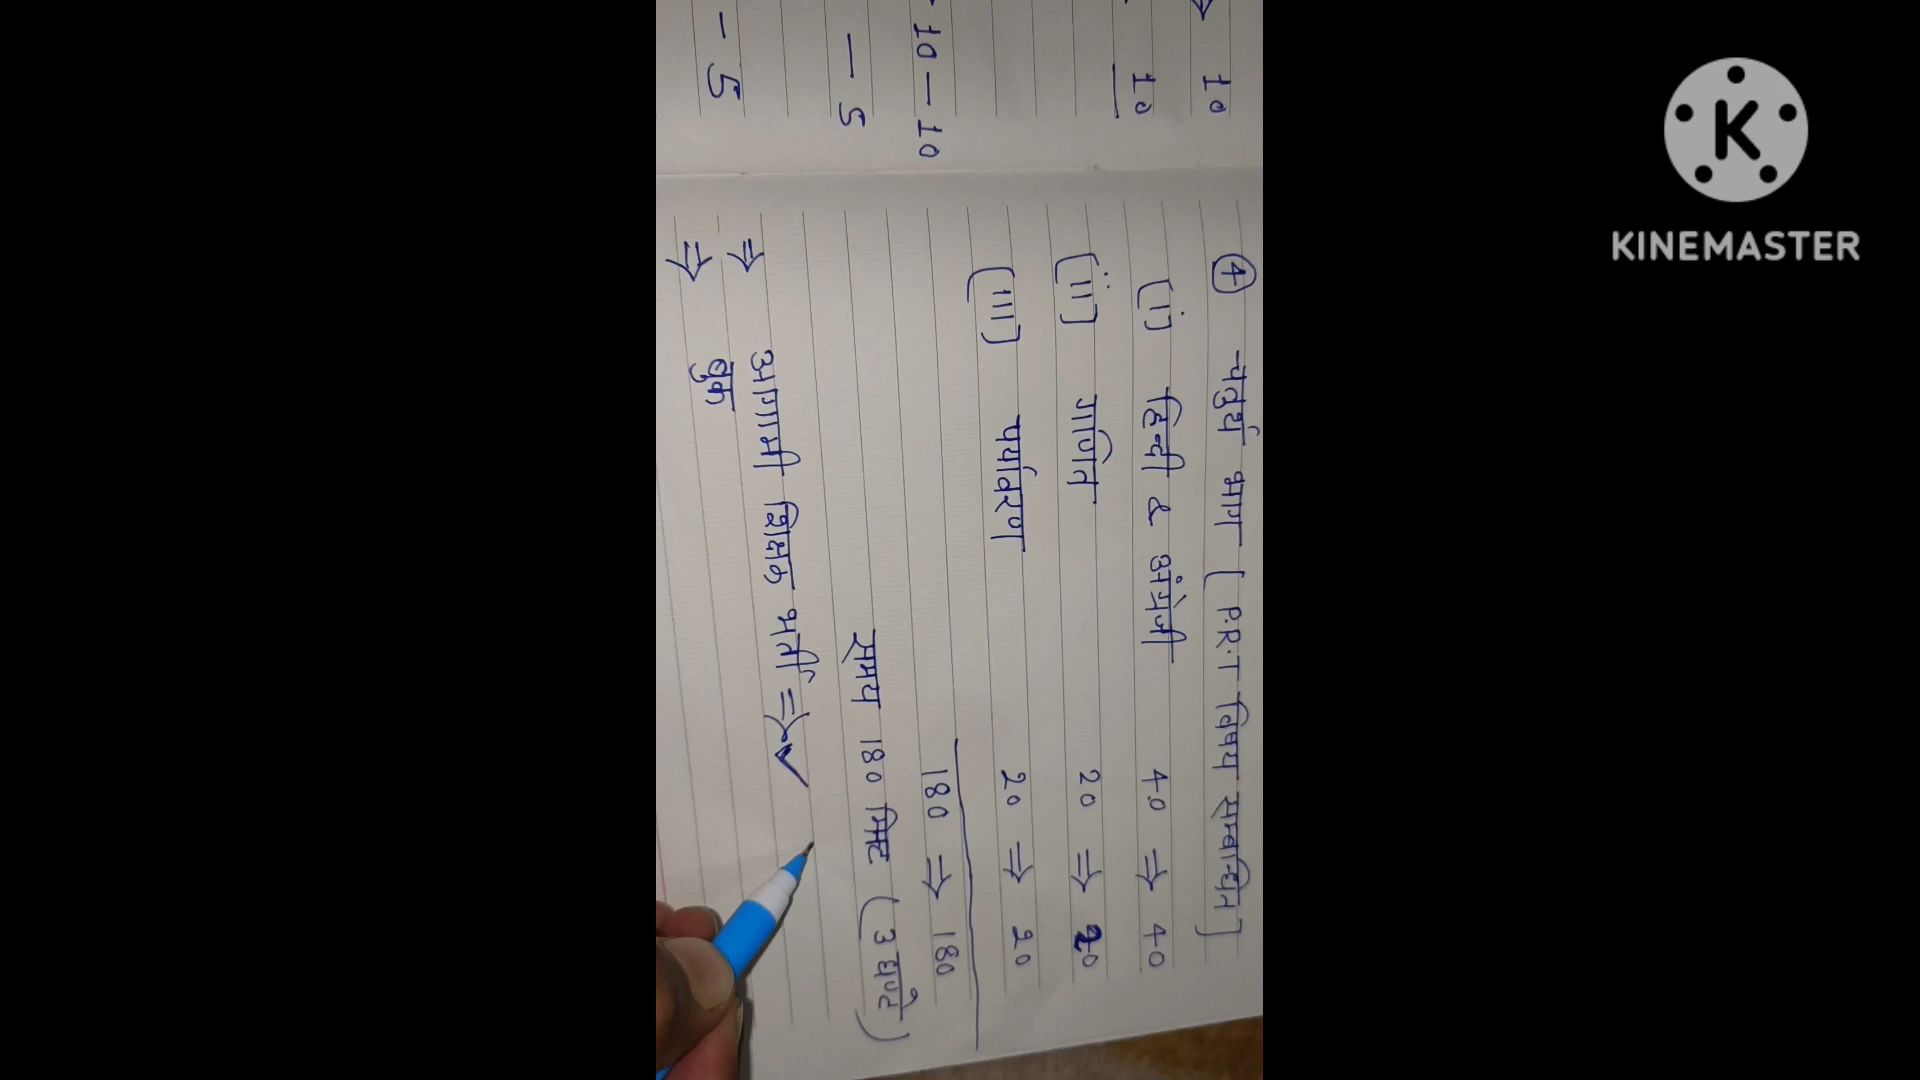 → 10
10
10 — 10
— 5
- 5
④ चतुर्थ भाग [P.R.T विषय सम्बन्धित]
(i) हिन्दी & अंग्रेजी 40 ⇒ 40
(ii) गणित 20 ⇒ 20
(iii) पर्यावरण 20 ⇒ 20
180 ⇒ 180
समय 180 मिनट (3 घण्टे)
⇒ आगामी शिक्षक भर्ती ⇒ ✓
⇒ बुक
KINEMASTER